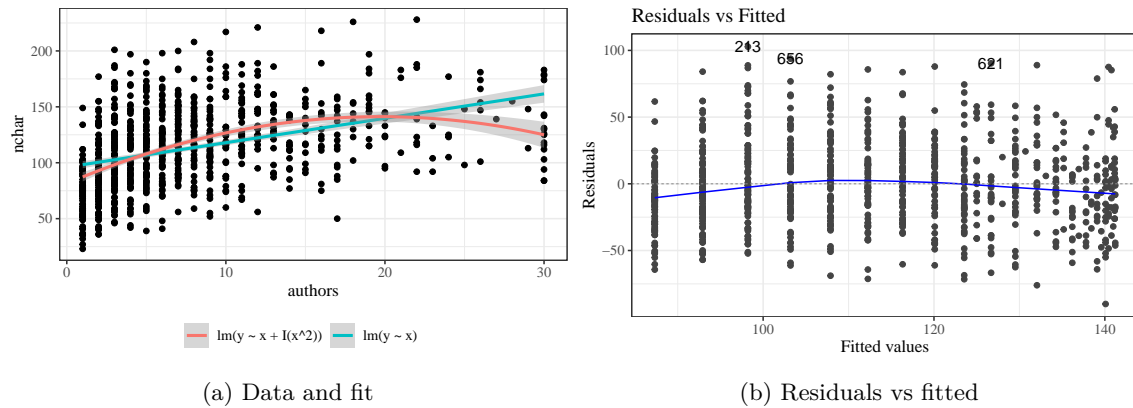 Residuals vs Fitted
200
150
100
50
nchar
0
10
20
30
authors
lm(y ~ x + I(x^2))
lm(y ~ x)
(a) Data and fit
100
50
0
−50
Residuals
213
656
621
100
120
140
Fitted values
(b) Residuals vs fitted